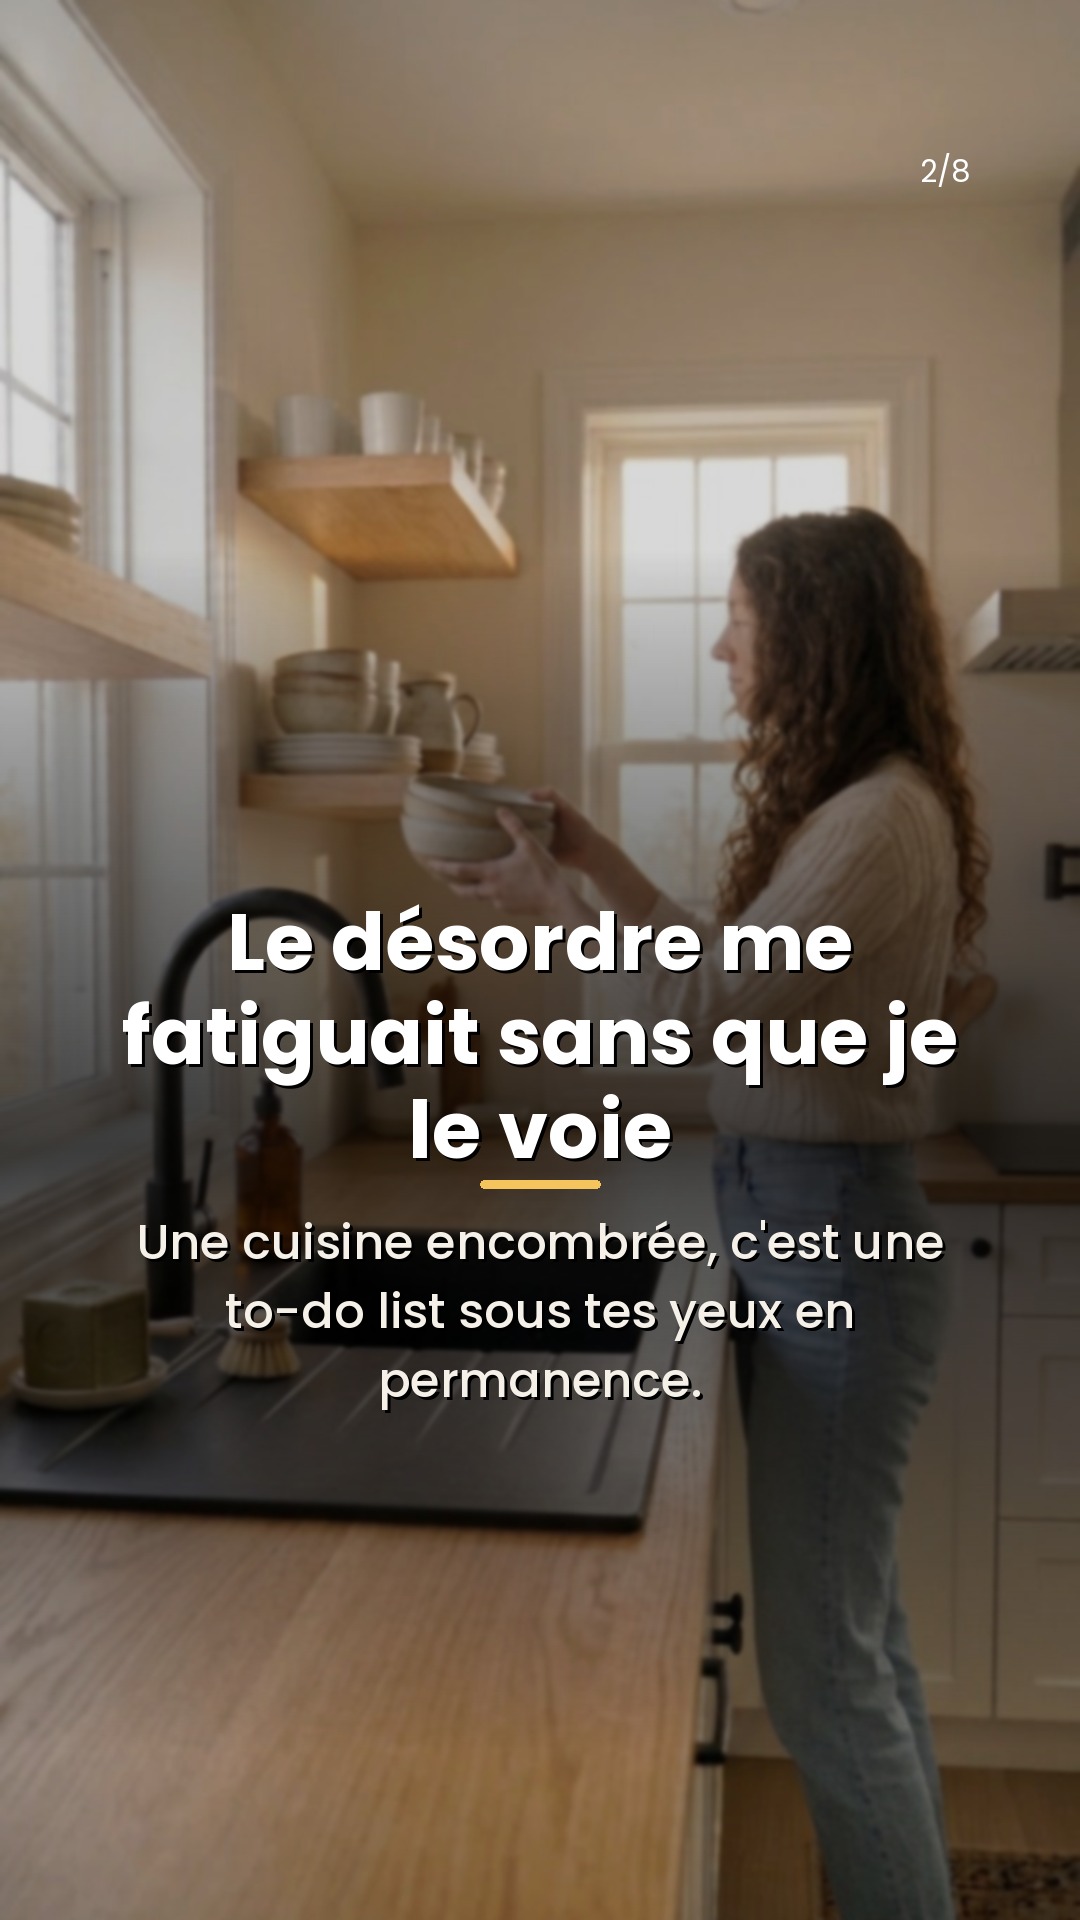 2/8
Le désordre me
fatiguait sans que je
le voie
Une cuisine encombrée, c'est une
to-do list sous tes yeux en
permanence.